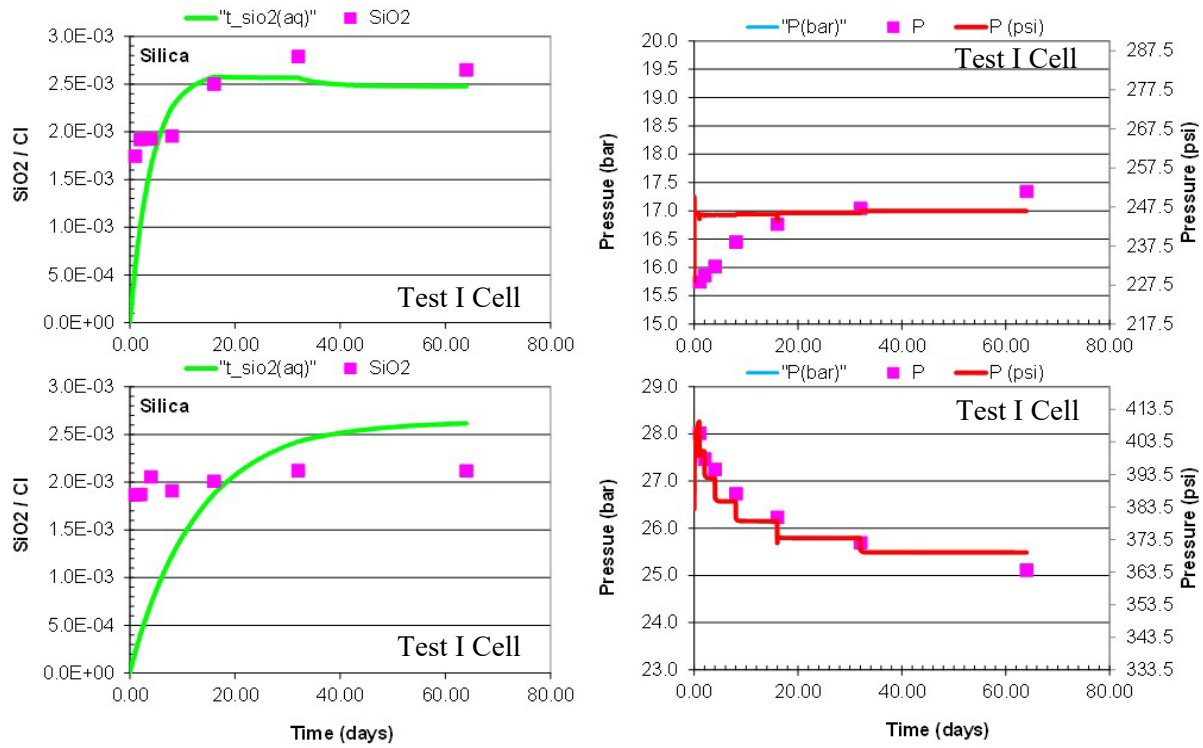 "t_sio2(aq)" SiO2
3.0E-03
2.5E-03
2.0E-03
1.5E-03
1.0E-03
5.0E-04
0.0E+00
Silica
SiO2 / Cl
Test I Cell
0.00 20.00 40.00 60.00 80.00
"P(bar)" P P (psi)
20.0
19.5
19.0
18.5
18.0
17.5
17.0
16.5
16.0
15.5
15.0
Pressue (bar)
Test I Cell
287.5
277.5
267.5
257.5
247.5
237.5
227.5
217.5
Pressure (psi)
0.00 20.00 40.00 60.00 80.00
"t_sio2(aq)" SiO2
3.0E-03
2.5E-03
2.0E-03
1.5E-03
1.0E-03
5.0E-04
0.0E+00
Silica
SiO2 / Cl
Test I Cell
0.00 20.00 40.00 60.00 80.00
Time (days)
"P(bar)" P P (psi)
29.0
28.0
27.0
26.0
25.0
24.0
23.0
Pressue (bar)
Test I Cell
413.5
403.5
393.5
383.5
373.5
363.5
353.5
343.5
333.5
Pressure (psi)
0.00 20.00 40.00 60.00 80.00
Time (days)